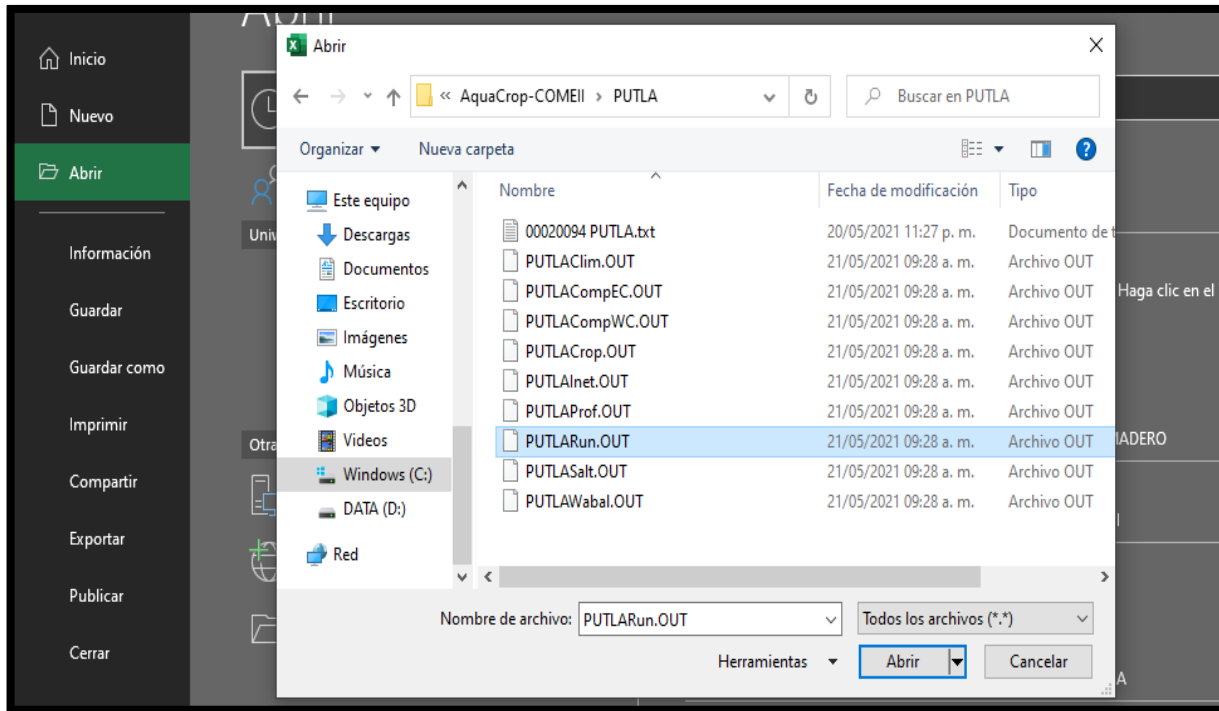 Abrir
Inicio
Nuevo
Abrir
Información
Guardar
Guardar como
Imprimir
Compartir
Exportar
Publicar
Cerrar
Abrir
« AquaCrop-COMEII > PUTLA
Buscar en PUTLA
Organizar
Nueva carpeta
Este equipo
Descargas
Documentos
Escritorio
Imágenes
Música
Objetos 3D
Videos
Windows (C:)
DATA (D:)
Red
Nombre Fecha de modificación Tipo
00020094 PUTLA.txt 20/05/2021 11:27 p. m. Documento de t
PUTLAClim.OUT 21/05/2021 09:28 a. m. Archivo OUT
PUTLACompEC.OUT 21/05/2021 09:28 a. m. Archivo OUT
PUTLACompWC.OUT 21/05/2021 09:28 a. m. Archivo OUT
PUTLACrop.OUT 21/05/2021 09:28 a. m. Archivo OUT
PUTLAInet.OUT 21/05/2021 09:28 a. m. Archivo OUT
PUTLAProf.OUT 21/05/2021 09:28 a. m. Archivo OUT
PUTLARun.OUT 21/05/2021 09:28 a. m. Archivo OUT
PUTLASalt.OUT 21/05/2021 09:28 a. m. Archivo OUT
PUTLAWabal.OUT 21/05/2021 09:28 a. m. Archivo OUT
Nombre de archivo: PUTLARun.OUT Todos los archivos (*.*)
Herramientas Abrir Cancelar
Univ
Otra
Haga clic en el
MADERO